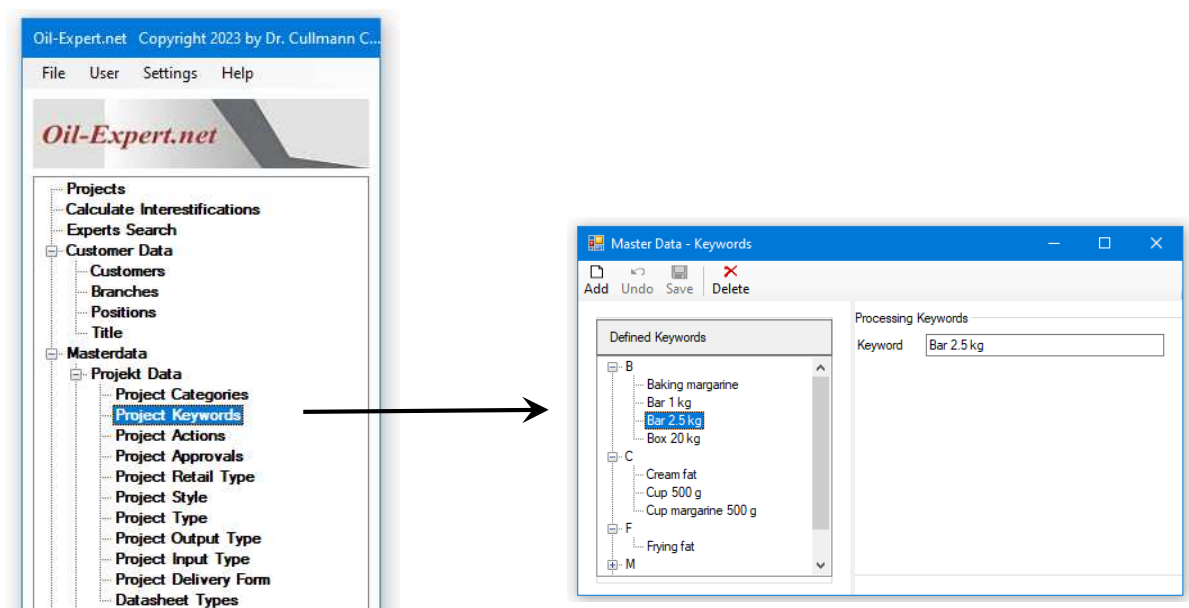 Oil-Expert.net Copyright 2023 by Dr. Cullmann C...
File User Settings Help
Oil-Expert.net
Projects
Calculate Interestifications
Experts Search
Customer Data
Customers
Branches
Positions
Title
Masterdata
Projekt Data
Project Categories
Project Keywords
Project Actions
Project Approvals
Project Retail Type
Project Style
Project Type
Project Output Type
Project Input Type
Project Delivery Form
Datasheet Types
Master Data - Keywords
Add Undo Save Delete
Defined Keywords
B
Baking margarine
Bar 1 kg
Bar 2.5 kg
Box 20 kg
C
Cream fat
Cup 500 g
Cup margarine 500 g
F
Frying fat
M
Processing Keywords
Keyword Bar 2.5 kg